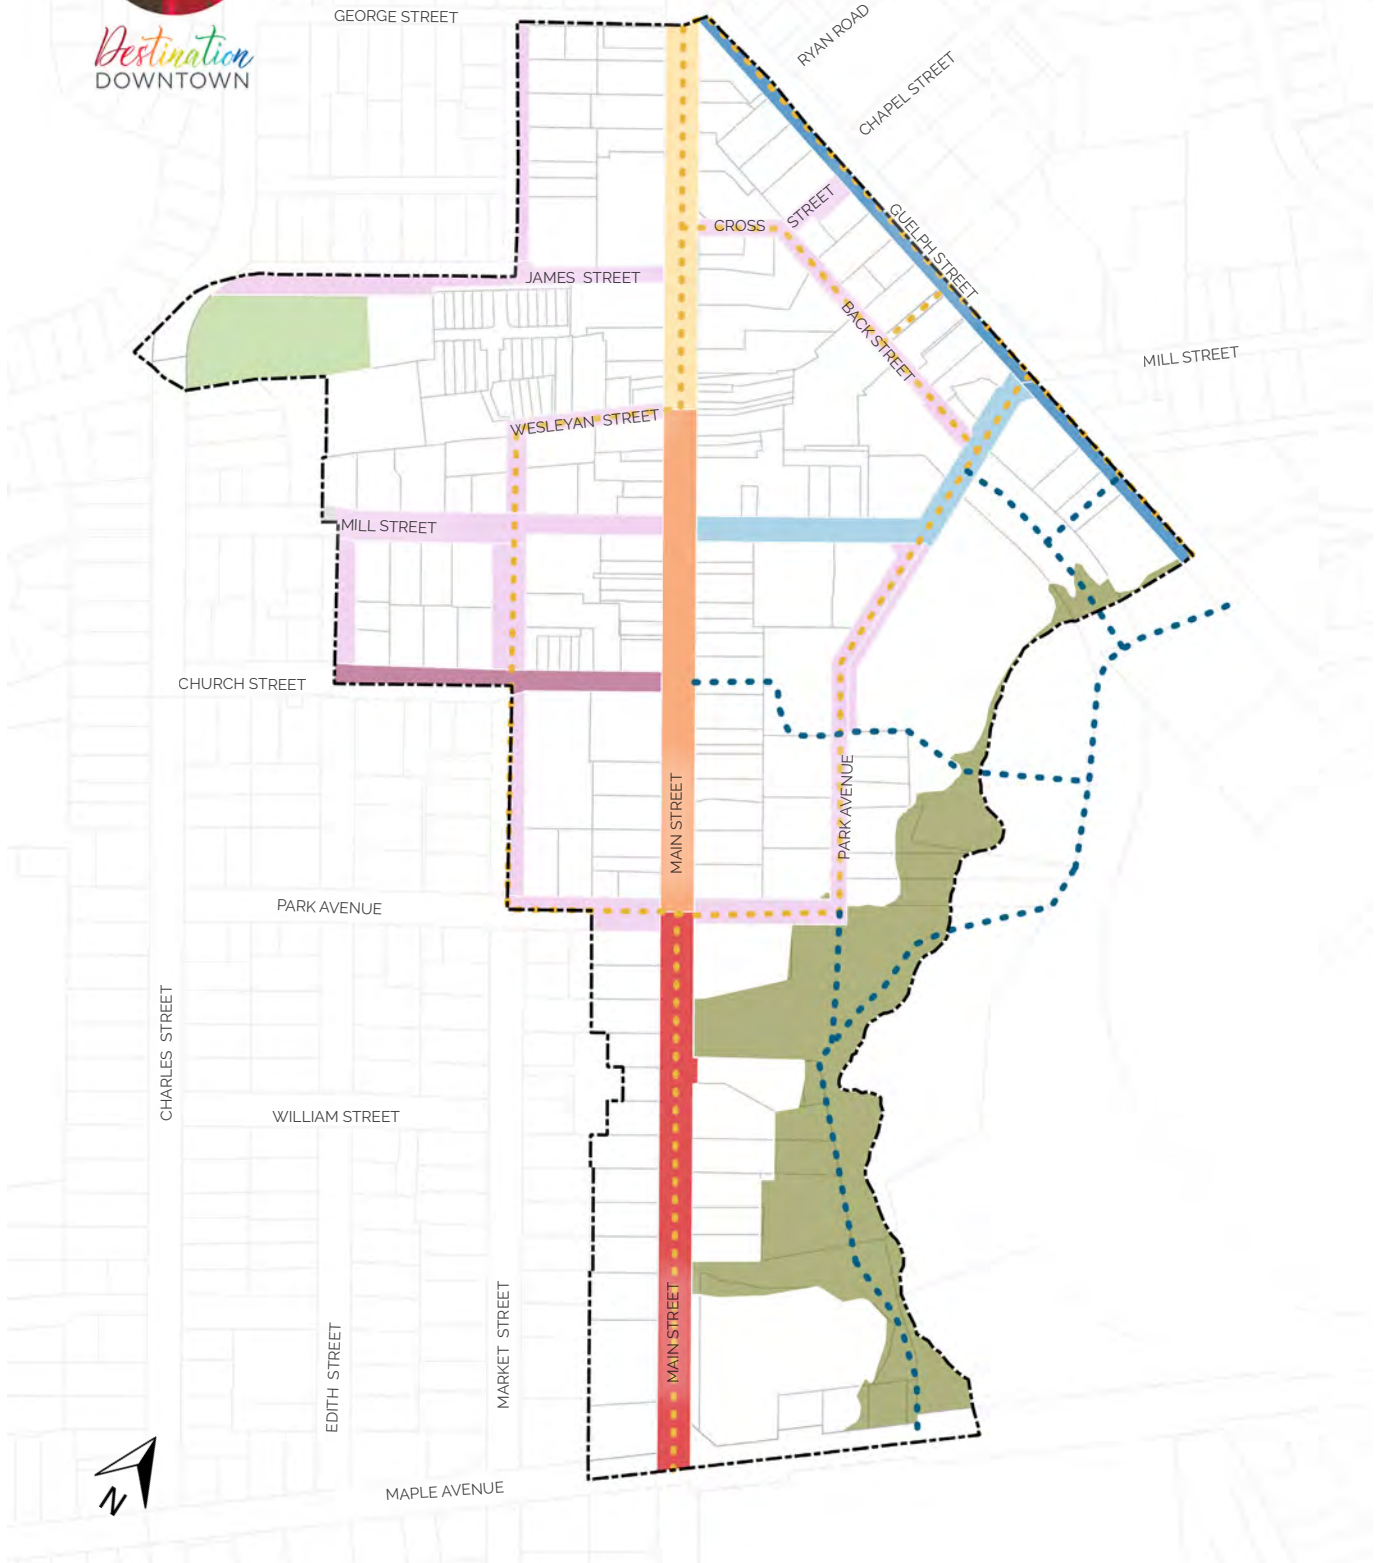 GEORGE STREET
RYAN ROAD
Destination
DOWNTOWN
CHAPEL STREET
CROSS STREET
GUELPH STREET
JAMES STREET
BACK STREET
MILL STREET
WESLEYAN STREET
MILL STREET
CHURCH STREET
MAIN STREET
PARK AVENUE
PARK AVENUE
CHARLES STREET
WILLIAM STREET
MARKET STREET
MAIN STREET
EDITH STREET
MAPLE AVENUE
N